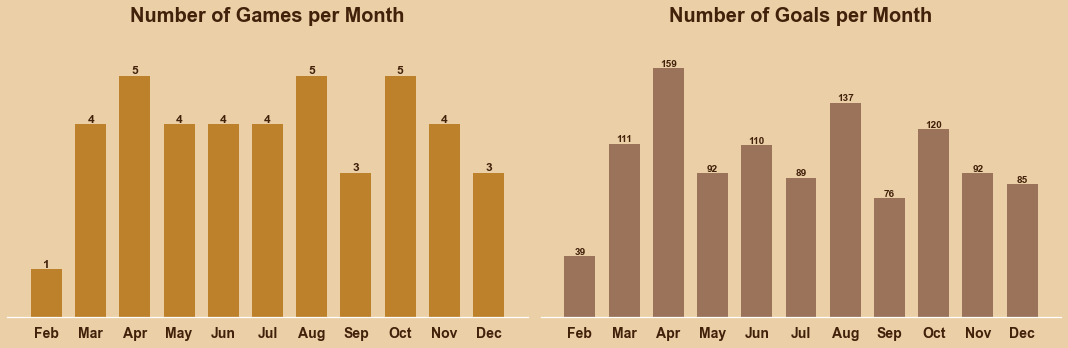 Number of Games per Month
5 5 5
4 4 4 4 4
3 3
1
Feb Mar Apr May Jun Jul Aug Sep Oct Nov Dec
Number of Goals per Month
159
137
120
111 110
92 89 92 85
76
39
Feb Mar Apr May Jun Jul Aug Sep Oct Nov Dec